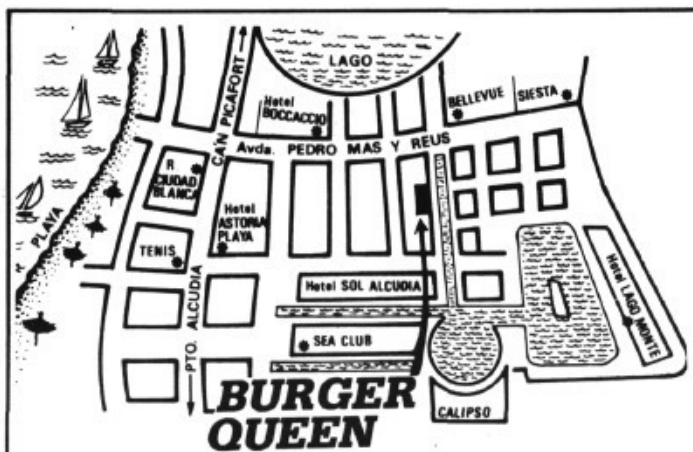 LAGO
CAN PICAFORT
Hotel
BOCCACCIO
BELLEVUE
SIESTA
Avda. PEDRO MAS Y REUS
R
CIUDAD
BLANCA
Hotel
ASTORIA
PLAYA
PLAYA
TENIS
PTO. ALCUDIA
Hotel SOL ALCUDIA
Hotel LAGO MONTE
SEA CLUB
CALIPSO
BURGER
QUEEN